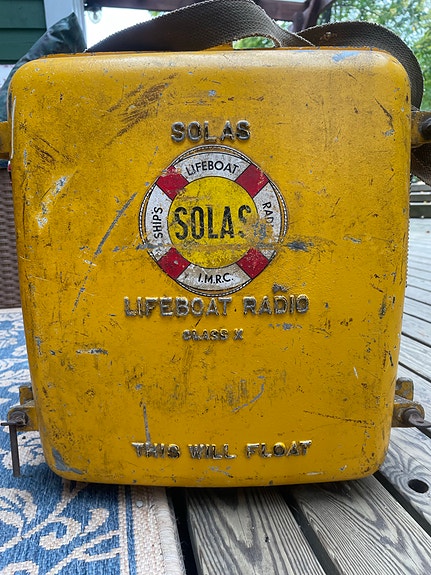 SOLAS
LIFEBOAT
SHIPS
RADIO
SOLAS
I.M.R.C.
LIFEBOAT RADIO
CLASS X
THIS WILL FLOAT